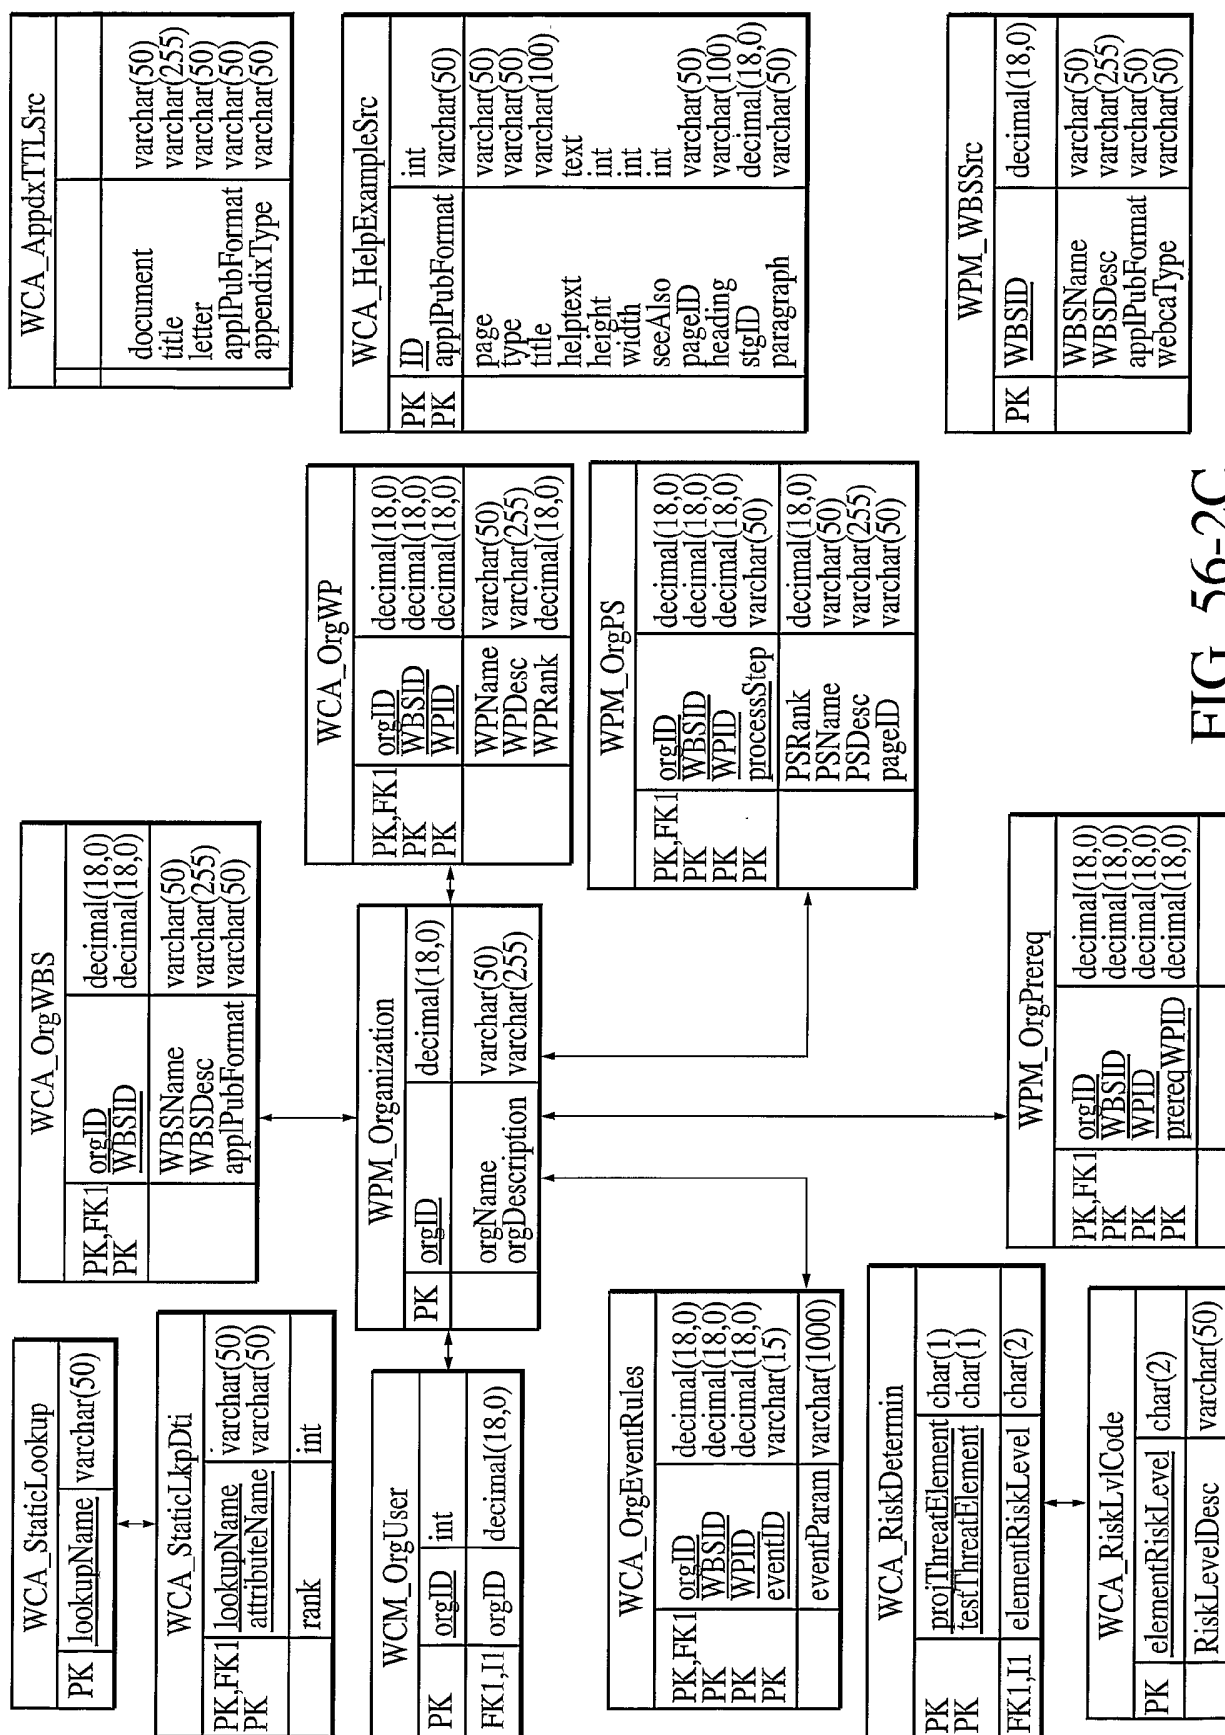 WCA_StaticLookup
PK lookupName varchar(50)
WCA_StaticLkpDti
PK,FK1 lookupName varchar(50)
PK attributeName varchar(50)
rank int
WCM_OrgUser
PK orgID int
FK1,I1 orgID decimal(18,0)
WCA_OrgEventRules
PK,FK1 orgID decimal(18,0)
PK WBSID decimal(18,0)
PK WPID decimal(18,0)
PK eventID varchar(15)
eventParam varchar(1000)
WCA_RiskDetermin
PK projThreatElement char(1)
PK testThreatElement char(1)
FK1,I1 elementRiskLevel char(2)
WCA_RiskLvlCode
PK elementRiskLevel char(2)
RiskLevelDesc varchar(50)
WCA_OrgWBS
PK,FK1 orgID decimal(18,0)
PK WBSID decimal(18,0)
WBSName varchar(50)
WBSDesc varchar(255)
applPubFormat varchar(50)
WPM_Organization
PK orgID decimal(18,0)
orgName varchar(50)
orgDescription varchar(255)
WPM_OrgPrereq
PK,FK1 orgID decimal(18,0)
PK WBSID decimal(18,0)
PK WPID decimal(18,0)
PK prereqWPID decimal(18,0)
WCA_OrgWP
PK,FK1 orgID decimal(18,0)
PK WBSID decimal(18,0)
PK WPID decimal(18,0)
WPName varchar(50)
WPDesc varchar(255)
WPRank decimal(18,0)
WPM_OrgPS
PK,FK1 orgID decimal(18,0)
PK WBSID decimal(18,0)
PK WPID decimal(18,0)
PK processStep varchar(50)
PSRank decimal(18,0)
PSName varchar(50)
PSDesc varchar(255)
pageID varchar(50)
WCA_AppdxTTLSrc
document varchar(50)
title varchar(255)
letter varchar(50)
applPubFormat varchar(50)
appendixType varchar(50)
WCA_HelpExampleSrc
PK ID int
PK applPubFormat varchar(50)
page varchar(50)
type varchar(50)
title varchar(100)
helptext text
height int
width int
seeAlso int
pageID varchar(50)
heading varchar(100)
stgID decimal(18,0)
paragraph varchar(50)
WPM_WBSSrc
PK WBSID decimal(18,0)
WBSName varchar(50)
WBSDesc varchar(255)
applPubFormat varchar(50)
webcaType varchar(50)
FIG. 56-2C